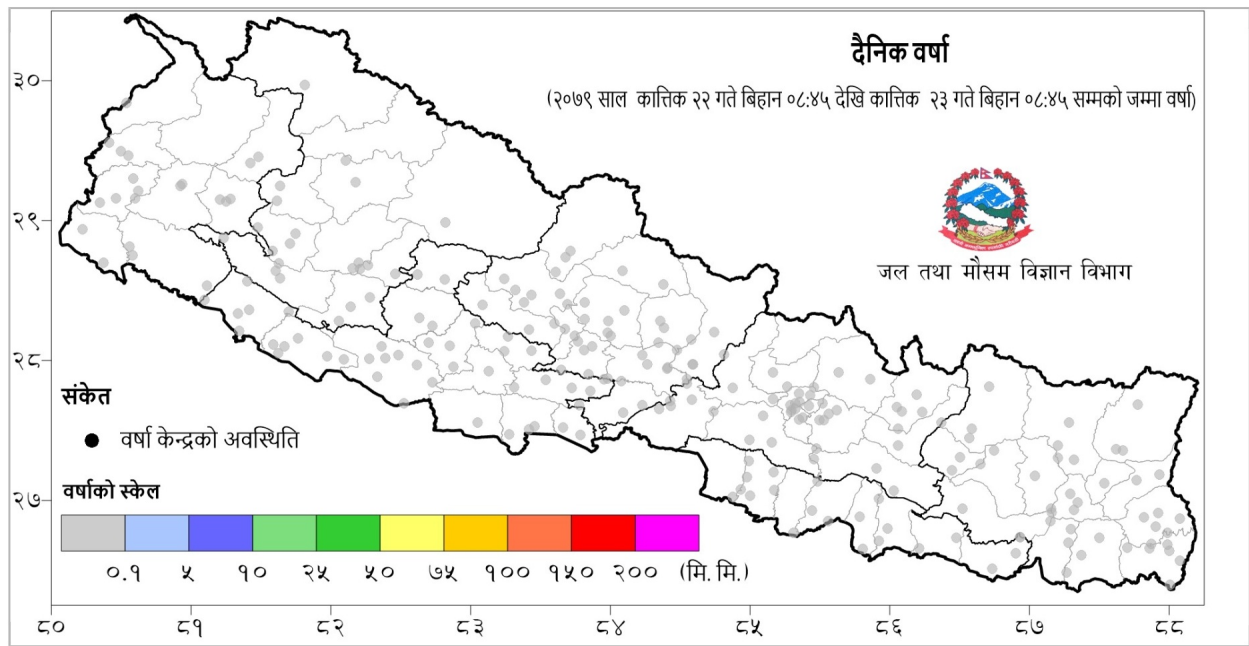 दैनिक वर्षा
(२०७९ साल कात्तिक २२ गते बिहान ०८:४५ देखि कात्तिक २३ गते बिहान ०८:४५ सम्मको जम्मा वर्षा)
जल तथा मौसम विज्ञान विभाग
३०
२९
२८
२७
संकेत
वर्षा केन्द्रको अवस्थिति
वर्षाको स्केल
०.१ ५ १० २५ ५० ७५ १०० १५० २०० (मि. मि.)
८० ८१ ८२ ८३ ८४ ८५ ८६ ८७ ८८